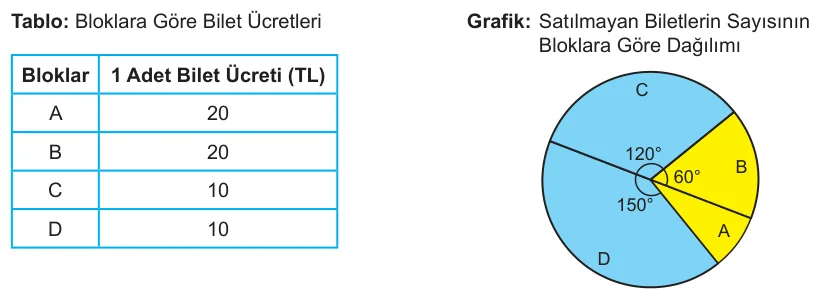 Tablo: Bloklara Göre Bilet Ücretleri
Bloklar 1 Adet Bilet Ücreti (TL)
A 20
B 20
C 10
D 10
Grafik: Satılmayan Biletlerin Sayısının
Bloklara Göre Dağılımı
C
120°
60°
B
150°
A
D